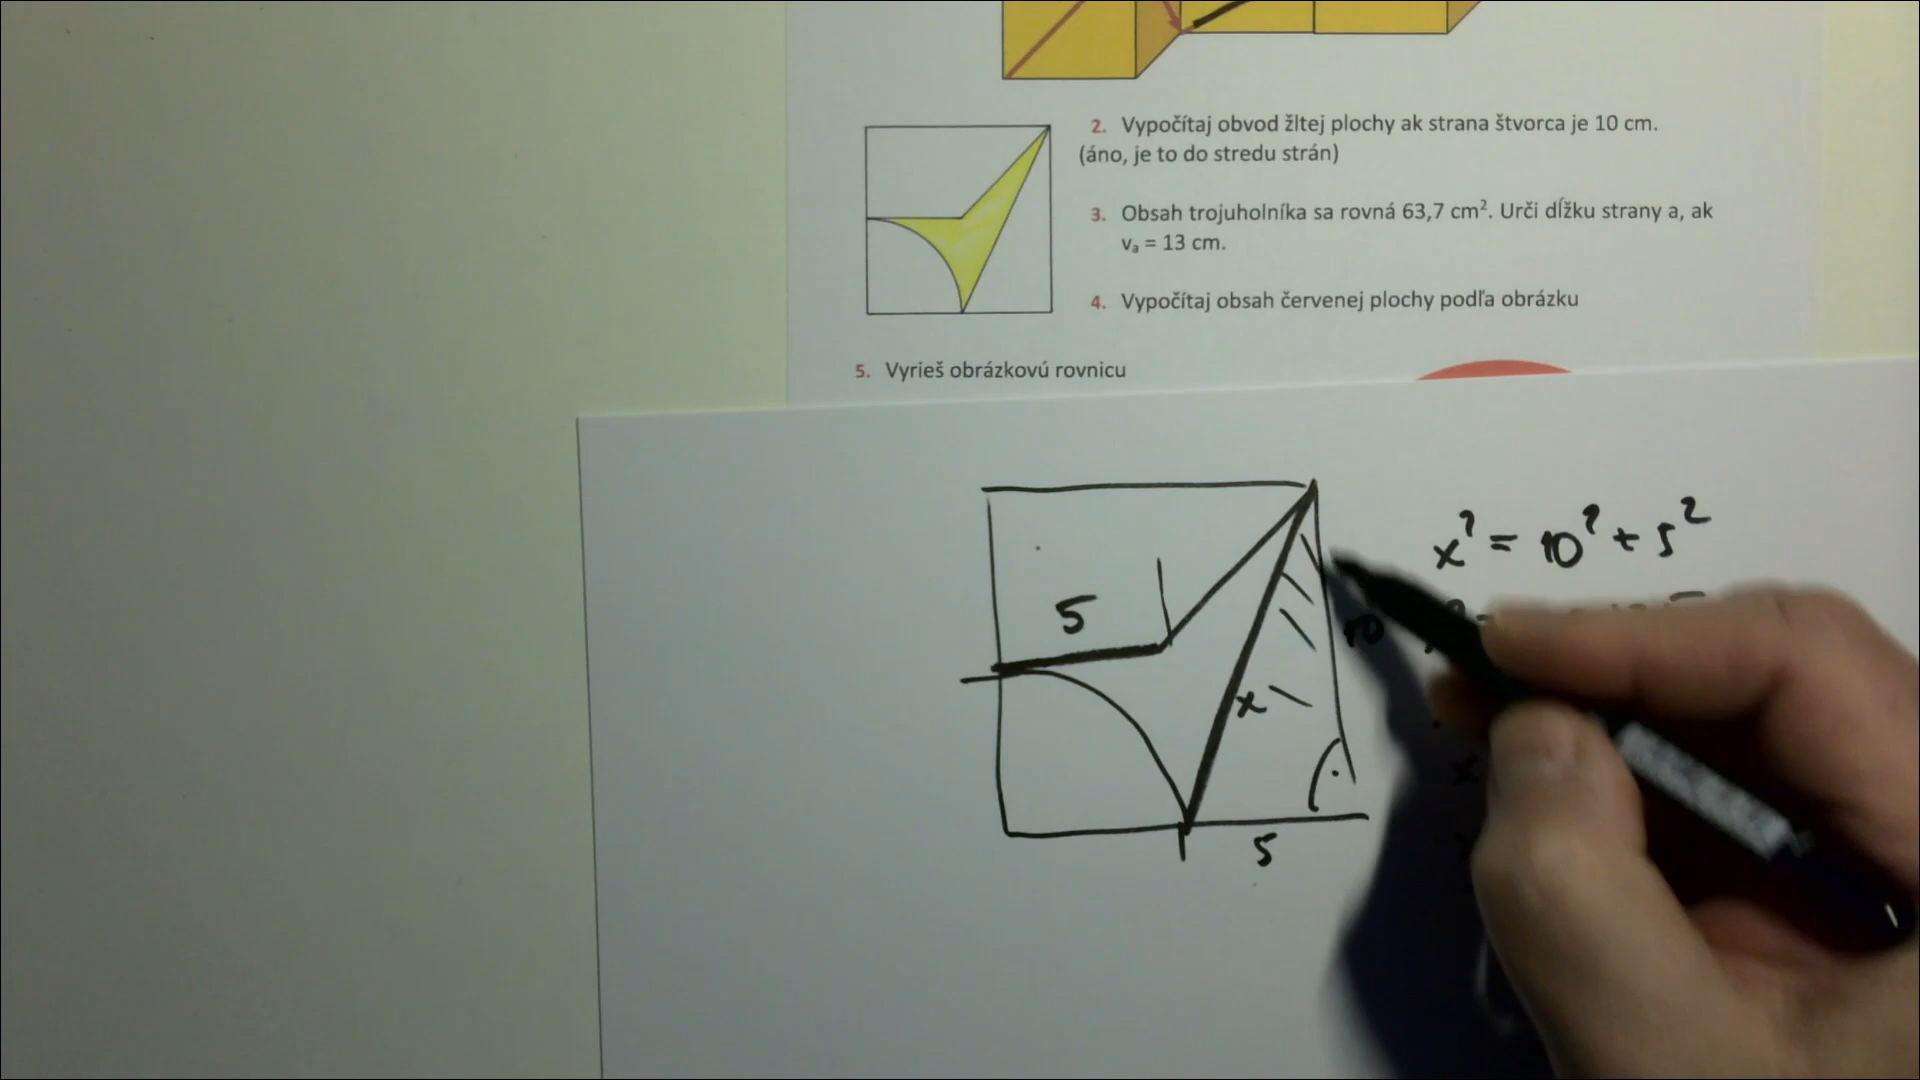 2. Vypočítaj obvod žltej plochy ak strana štvorca je 10 cm.
(áno, je to do stredu strán)
3. Obsah trojuholníka sa rovná 63,7 cm². Urči dĺžku strany a, ak
vₐ = 13 cm.
4. Vypočítaj obsah červenej plochy podľa obrázku
5. Vyrieš obrázkovú rovnicu
x² = 10² + 5²
5
10
x
5